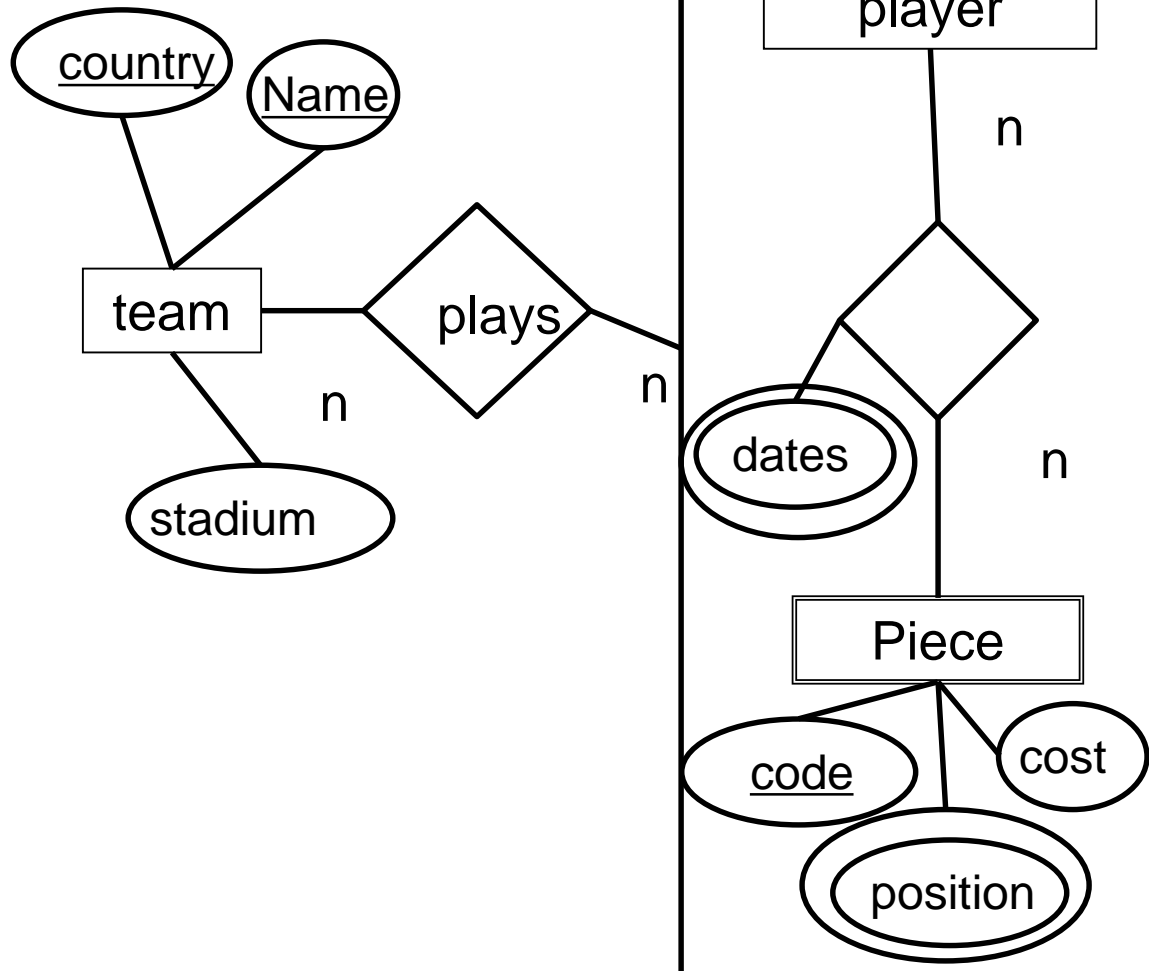 country
Name
team
plays
n
n
stadium
player
n
dates
n
Piece
code
cost
position